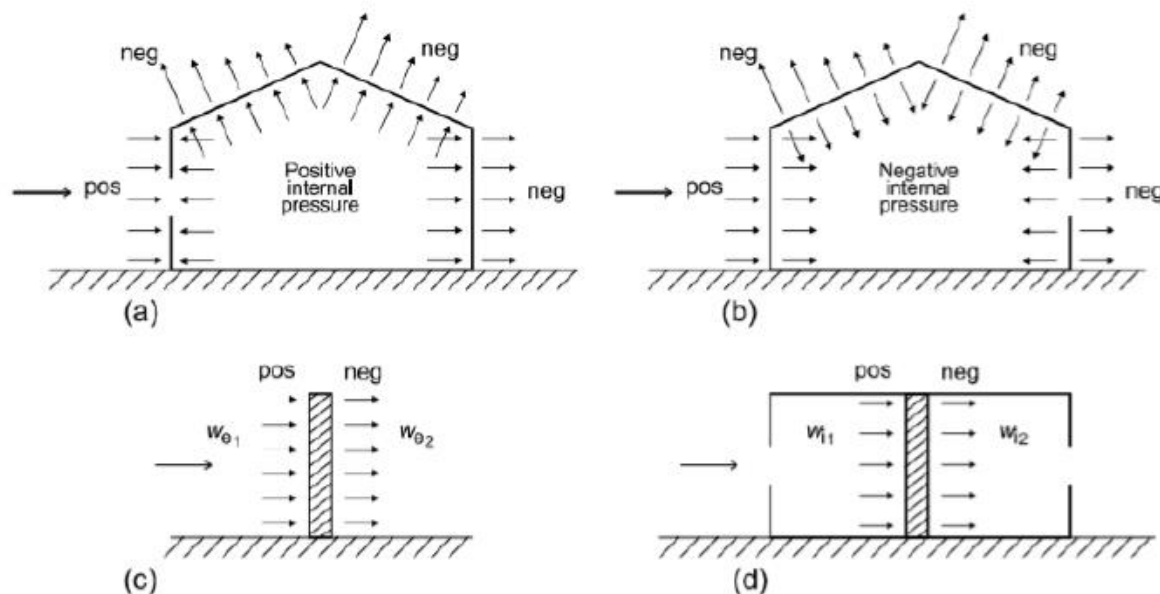 neg
neg
pos
Positive
internal
pressure
neg
(a)
neg
neg
pos
Negative
internal
pressure
neg
(b)
pos
neg
we1
we2
(c)
pos
neg
wi1
wi2
(d)